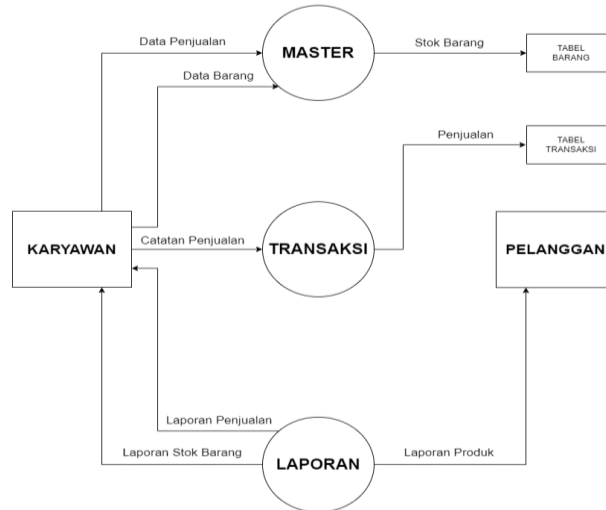 Data Penjualan
MASTER
Stok Barang
TABEL
BARANG
Data Barang
Penjualan
TABEL
TRANSAKSI
KARYAWAN
Catatan Penjualan
TRANSAKSI
PELANGGAN
Laporan Penjualan
Laporan Stok Barang
LAPORAN
Laporan Produk